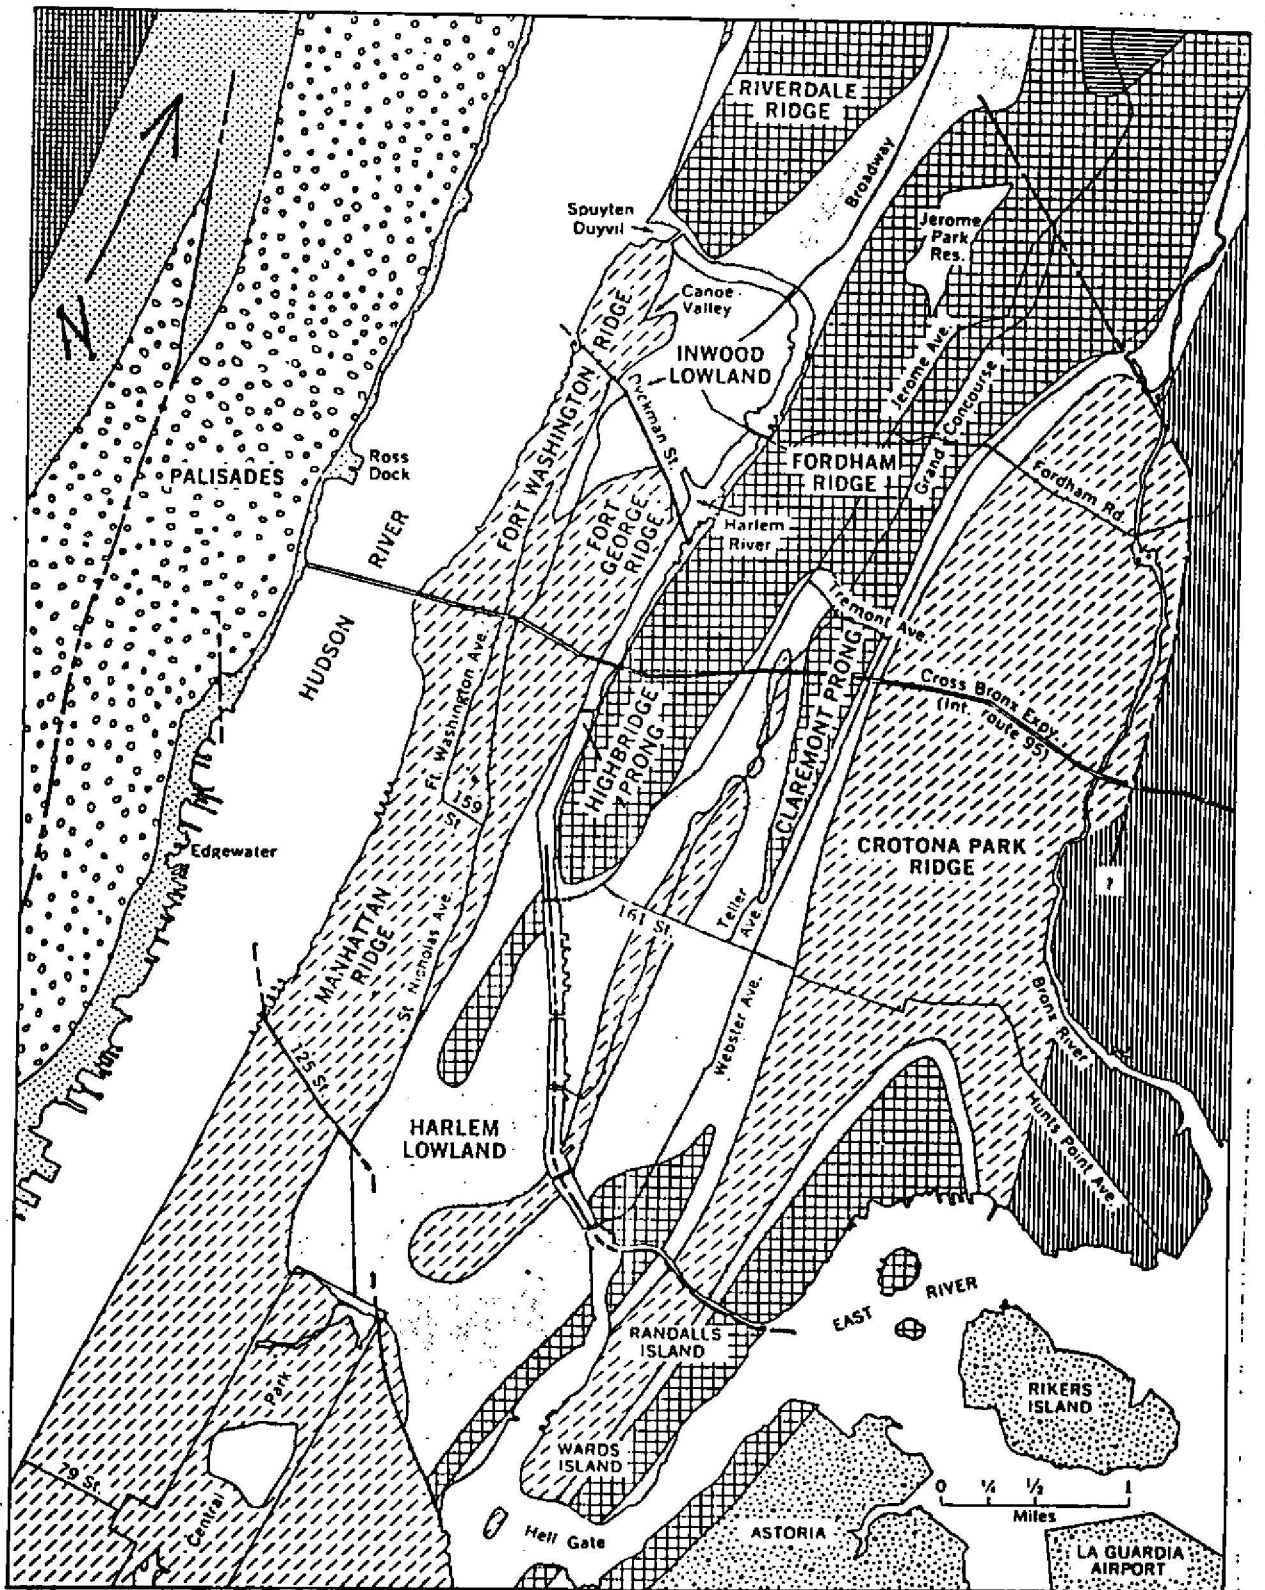 RIVERDALE
RIDGE
Broadway
Spuyten
Duyvil
Jerome
Park
Res.
N
Canoe
Valley
RIDGE
INWOOD
LOWLAND
Jerome Ave.
Grand Concourse
Dyckman St
FORT WASHINGTON
Ross
Dock
PALISADES
FORDHAM
RIDGE
Fordham Rd.
FORT
GEORGE
RIDGE
Harlem
River
RIVER
HUDSON
Tremont Ave.
Ft. Washington Ave.
Cross Bronx Expy.
(Int. route 95)
HIGHBRIDGE
PRONG
CLAREMONT PRONG
159
St
Edgewater
CROTONA PARK
RIDGE
?
MANHATTAN
RIDGE
St Nicholas Ave.
161 St.
Teller
Ave.
Webster Ave.
Bronx River
125 St
HARLEM
LOWLAND
Hunts Point Ave.
EAST
RIVER
RANDALLS
ISLAND
RIKERS
ISLAND
Park
Central
79 St
WARDS
ISLAND
0 ¼ ½ 1
Miles
Hell Gate
ASTORIA
LA GUARDIA
AIRPORT